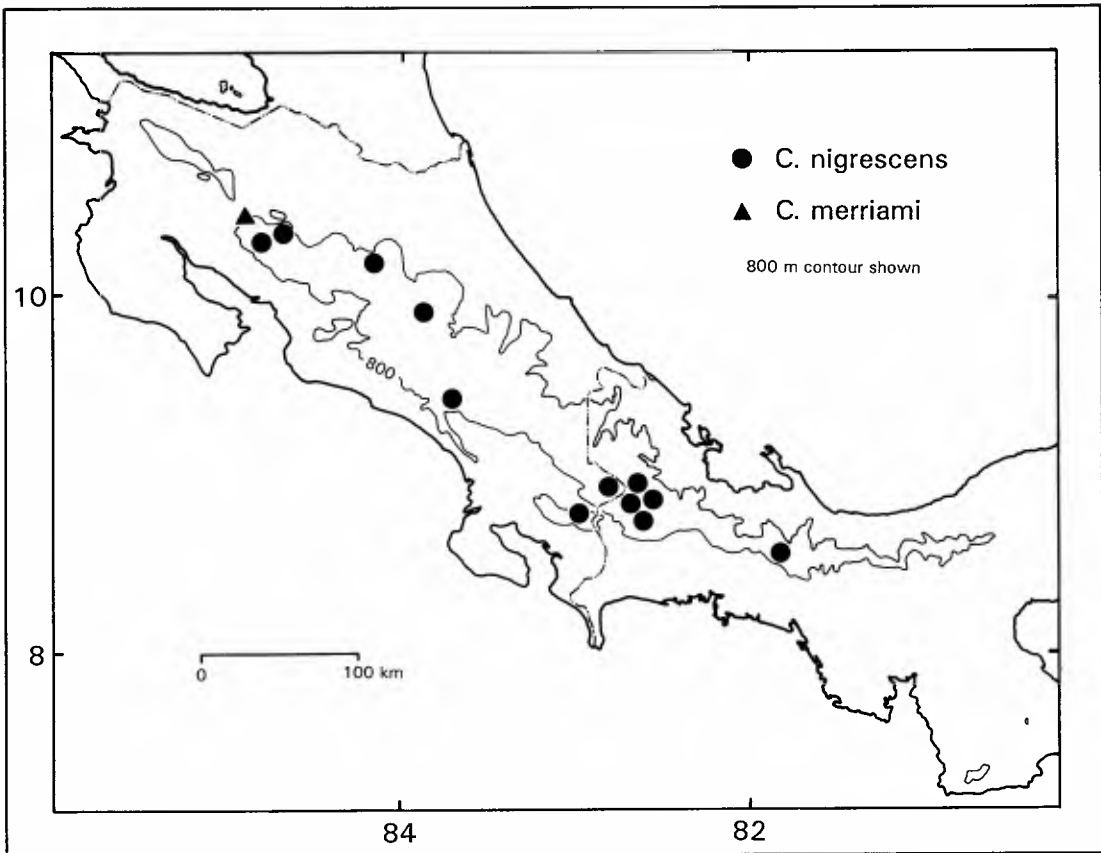 C. nigrescens
C. merriami
800 m contour shown
10
800
8
0 100 km
84 82